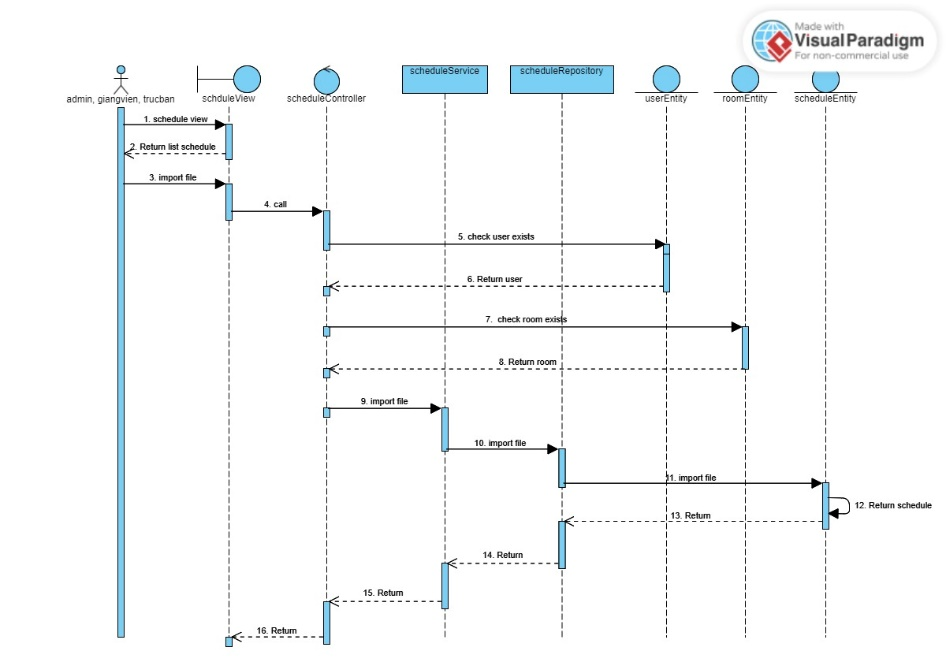 Made with
Visual Paradigm
For non-commercial use
scheduleService
scheduleRepository
admin, giangvien, trucban
schduleView
scheduleController
userEntity
roomEntity
scheduleEntity
1. schedule view
2. Return list schedule
3. import file
4. call
5. check user exists
6. Return user
7. check room exists
8. Return room
9. import file
10. import file
11. import file
12. Return schedule
13. Return
14. Return
15. Return
16. Return